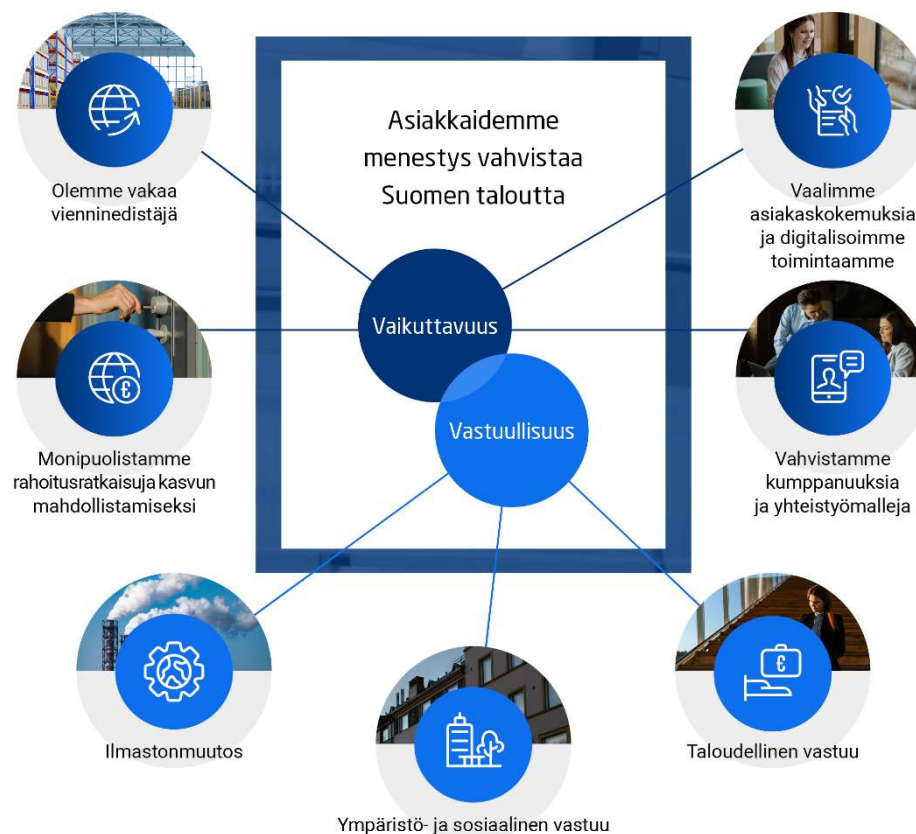 Asiakkaidemme
menestys vahvistaa
Suomen taloutta
Olemme vakaa
vienninedistäjä
Vaalimme
asiakaskokemuksia
ja digitalisoimme
toimintaamme
Vaikuttavuus
Vastuullisuus
Monipuolistamme
rahoitusratkaisuja kasvun
mahdollistamiseksi
Vahvistamme
kumppanuuksia
ja yhteistyömalleja
Ilmastonmuutos
Ympäristö- ja sosiaalinen vastuu
Taloudellinen vastuu